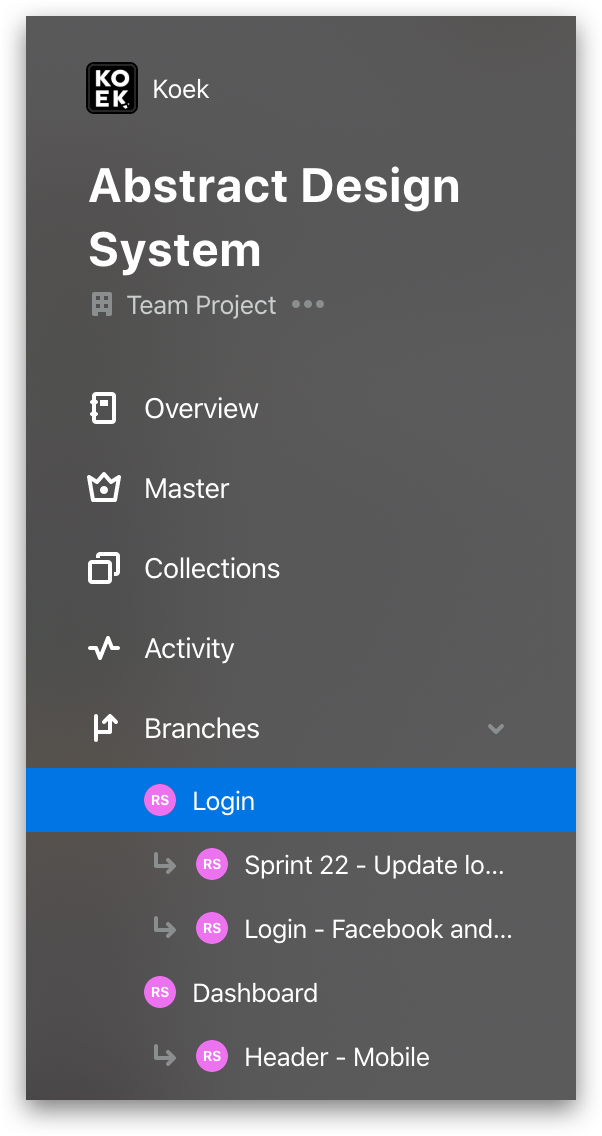 KO
EK
Koek
Abstract Design
System
Team Project
Overview
Master
Collections
Activity
Branches
RS Login
RS Sprint 22 - Update lo...
RS Login - Facebook and...
RS Dashboard
RS Header - Mobile